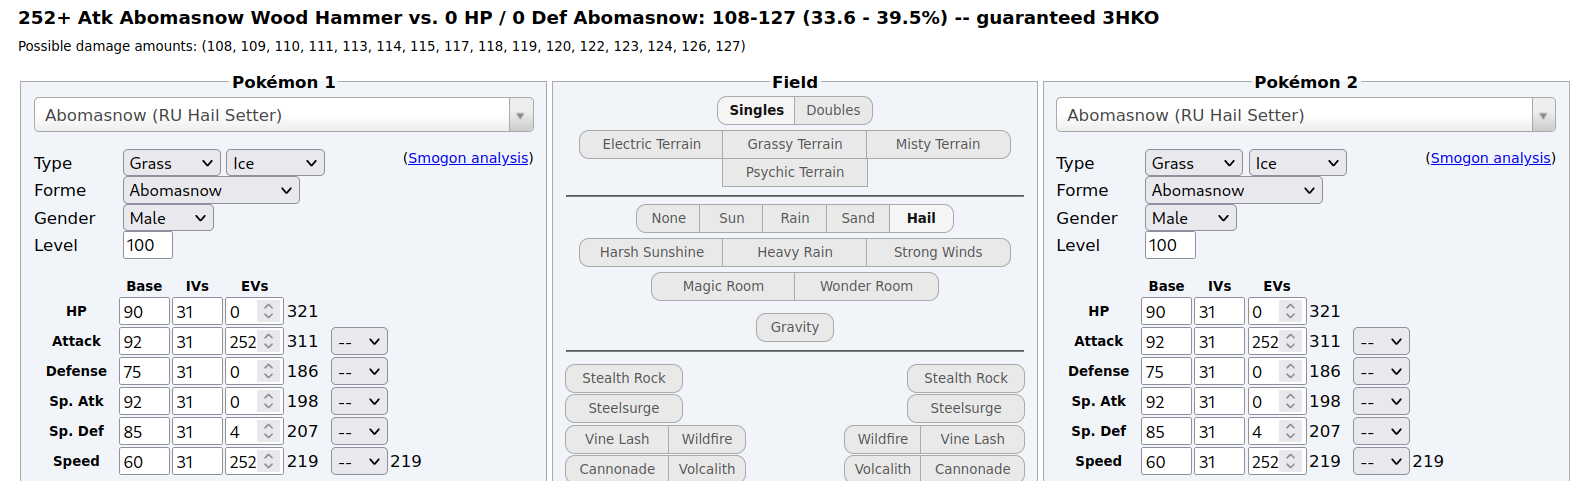 252+ Atk Abomasnow Wood Hammer vs. 0 HP / 0 Def Abomasnow: 108-127 (33.6 - 39.5%) -- guaranteed 3HKO
Possible damage amounts: (108, 109, 110, 111, 113, 114, 115, 117, 118, 119, 120, 122, 123, 124, 126, 127)
Pokémon 1
Abomasnow (RU Hail Setter)
Type Grass Ice (Smogon analysis)
Forme Abomasnow
Gender Male
Level 100
Base IVs EVs
HP 90 31 0 321
Attack 92 31 252 311 --
Defense 75 31 0 186 --
Sp. Atk 92 31 0 198 --
Sp. Def 85 31 4 207 --
Speed 60 31 252 219 -- 219
Field
Singles Doubles
Electric Terrain Grassy Terrain Misty Terrain
Psychic Terrain
None Sun Rain Sand Hail
Harsh Sunshine Heavy Rain Strong Winds
Magic Room Wonder Room
Gravity
Stealth Rock Stealth Rock
Steelsurge Steelsurge
Vine Lash Wildfire Wildfire Vine Lash
Cannonade Volcalith Volcalith Cannonade
Pokémon 2
Abomasnow (RU Hail Setter)
Type Grass Ice (Smogon analysis)
Forme Abomasnow
Gender Male
Level 100
Base IVs EVs
HP 90 31 0 321
Attack 92 31 252 311 --
Defense 75 31 0 186 --
Sp. Atk 92 31 0 198 --
Sp. Def 85 31 4 207 --
Speed 60 31 252 219 -- 219